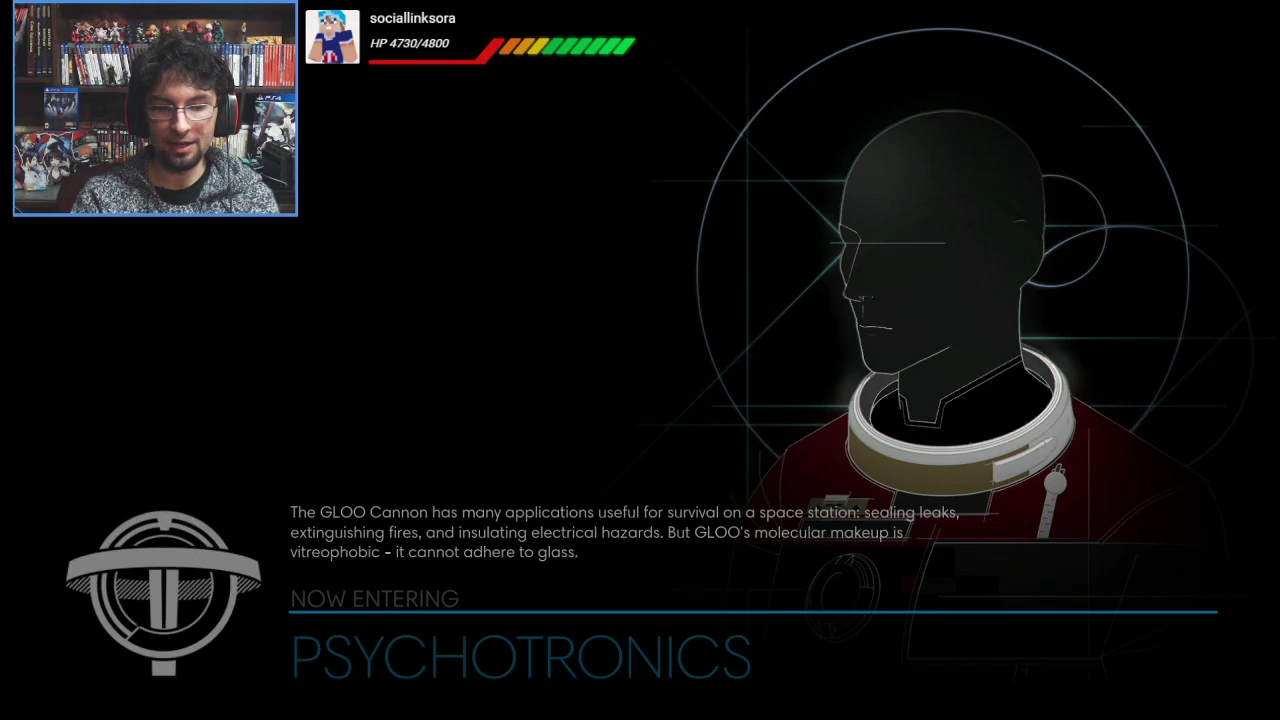 sociallinksora
HP 4730/4800
The GLOO Cannon has many applications useful for survival on a space station: sealing leaks,
extinguishing fires, and insulating electrical hazards. But GLOO's molecular makeup is
vitreophobic - it cannot adhere to glass.
NOW ENTERING
PSYCHOTRONICS